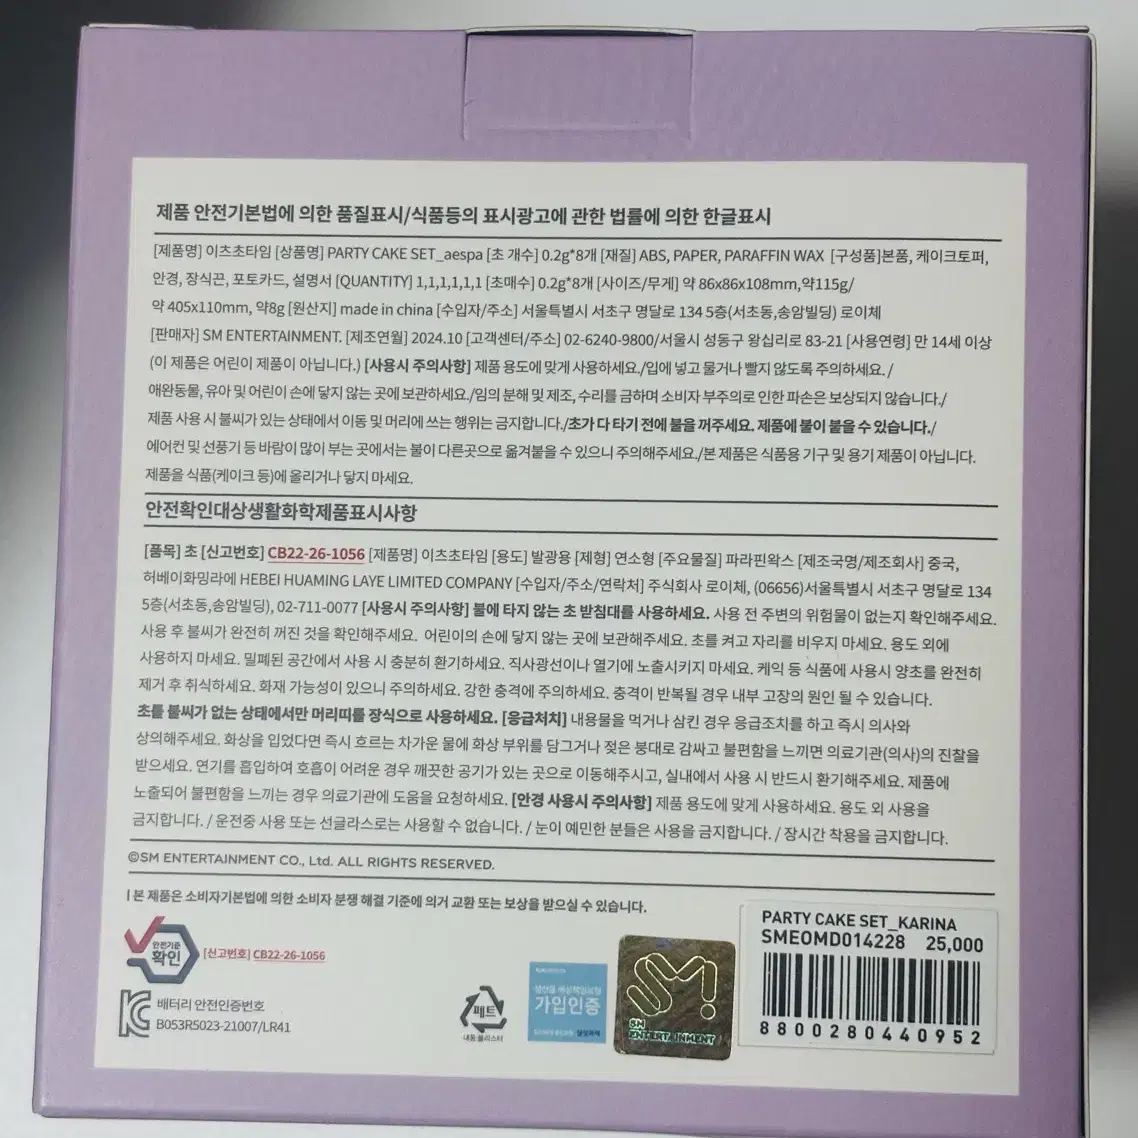 제품 안전기본법에 의한 품질표시/식품등의 표시광고에 관한 법률에 의한 한글표시
[제품명] 이츠초타임 [상품명] PARTY CAKE SET_aespa [초 개수] 0.2g*8개 [재질] ABS, PAPER, PARAFFIN WAX [구성품]본품, 케이크토퍼,
안경, 장식끈, 포토카드, 설명서 [QUANTITY] 1,1,1,1,1,1 [초매수] 0.2g*8개 [사이즈/무게] 약 86x86x108mm,약115g/
약 405x110mm, 약8g [원산지] made in china [수입자/주소] 서울특별시 서초구 명달로 134 5층(서초동,송암빌딩) 로이체
[판매자] SM ENTERTAINMENT. [제조연월] 2024.10 [고객센터/주소] 02-6240-9800/서울시 성동구 왕십리로 83-21 [사용연령] 만 14세 이상
(이 제품은 어린이 제품이 아닙니다.) [사용시 주의사항] 제품 용도에 맞게 사용하세요./입에 넣고 물거나 빨지 않도록 주의하세요. /
애완동물, 유아 및 어린이 손에 닿지 않는 곳에 보관하세요./임의 분해 및 제조, 수리를 금하며 소비자 부주의로 인한 파손은 보상되지 않습니다./
제품 사용 시 불씨가 있는 상태에서 이동 및 머리에 쓰는 행위는 금지합니다./초가 다 타기 전에 불을 꺼주세요. 제품에 불이 붙을 수 있습니다./
에어컨 및 선풍기 등 바람이 많이 부는 곳에서는 불이 다른곳으로 옮겨붙을 수 있으니 주의해주세요./본 제품은 식품용 기구 및 용기 제품이 아닙니다.
제품을 식품(케이크 등)에 올리거나 닿지 마세요.
안전확인대상생활화학제품표시사항
[품목] 초 [신고번호] CB22-26-1056 [제품명] 이츠초타임 [용도] 발광용 [제형] 연소형 [주요물질] 파라핀왁스 [제조국명/제조회사] 중국,
허베이화밍라에 HEBEI HUAMING LAYE LIMITED COMPANY [수입자/주소/연락처] 주식회사 로이체, (06656)서울특별시 서초구 명달로 134
5층(서초동,송암빌딩), 02-711-0077 [사용시 주의사항] 불에 타지 않는 초 받침대를 사용하세요. 사용 전 주변의 위험물이 없는지 확인해주세요.
사용 후 불씨가 완전히 꺼진 것을 확인해주세요. 어린이의 손에 닿지 않는 곳에 보관해주세요. 초를 켜고 자리를 비우지 마세요. 용도 외에
사용하지 마세요. 밀폐된 공간에서 사용 시 충분히 환기하세요. 직사광선이나 열기에 노출시키지 마세요. 케익 등 식품에 사용시 양초를 완전히
제거 후 취식하세요. 화재 가능성이 있으니 주의하세요. 강한 충격에 주의하세요. 충격이 반복될 경우 내부 고장의 원인 될 수 있습니다.
초를 불씨가 없는 상태에서만 머리띠를 장식으로 사용하세요. [응급처치] 내용물을 먹거나 삼킨 경우 응급조치를 하고 즉시 의사와
상의해주세요. 화상을 입었다면 즉시 흐르는 차가운 물에 화상 부위를 담그거나 젖은 붕대로 감싸고 불편함을 느끼면 의료기관(의사)의 진찰을
받으세요. 연기를 흡입하여 호흡이 어려운 경우 깨끗한 공기가 있는 곳으로 이동해주시고, 실내에서 사용 시 반드시 환기해주세요. 제품에
노출되어 불편함을 느끼는 경우 의료기관에 도움을 요청하세요. [안경 사용시 주의사항] 제품 용도에 맞게 사용하세요. 용도 외 사용을
금지합니다. / 운전중 사용 또는 선글라스로는 사용할 수 없습니다. / 눈이 예민한 분들은 사용을 금지합니다. / 장시간 착용을 금지합니다.
©SM ENTERTAINMENT CO., Ltd. ALL RIGHTS RESERVED.
본 제품은 소비자기본법에 의한 소비자 분쟁 해결 기준에 의거 교환 또는 보상을 받으실 수 있습니다.
안전기준
확인
[신고번호] CB22-26-1056
배터리 안전인증번호
B053R5023-21007/LR41
페트
내용:블리스터
생산물 배상책임보험
가입인증
삼성화재
SM
SM
ENTERTAINMENT
PARTY CAKE SET_KARINA
SMEOMD014228 25,000
8800280440952